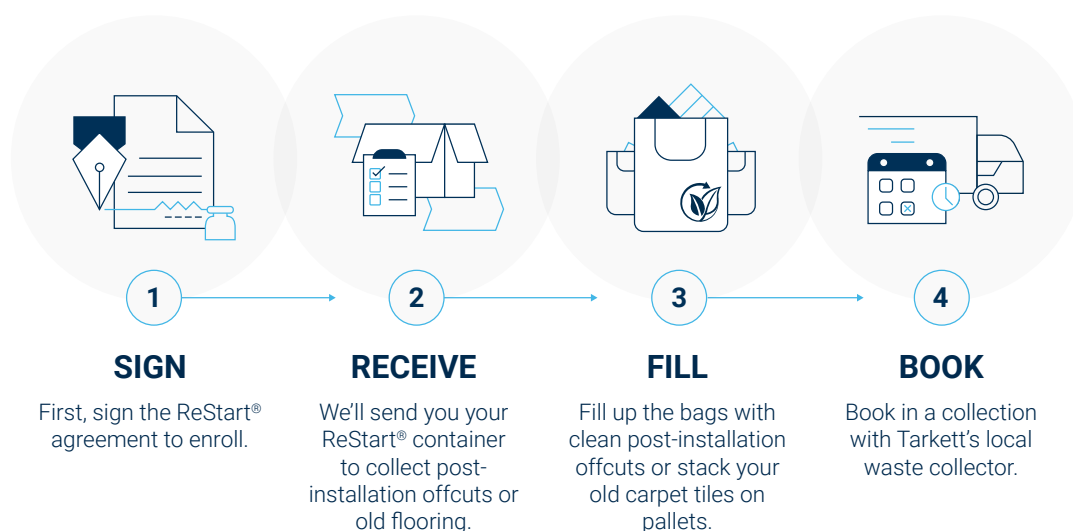 1
SIGN
First, sign the ReStart®
agreement to enroll.
2
RECEIVE
We’ll send you your
ReStart® container
to collect post-
installation offcuts or
old flooring.
3
FILL
Fill up the bags with
clean post-installation
offcuts or stack your
old carpet tiles on
pallets.
4
BOOK
Book in a collection
with Tarkett’s local
waste collector.